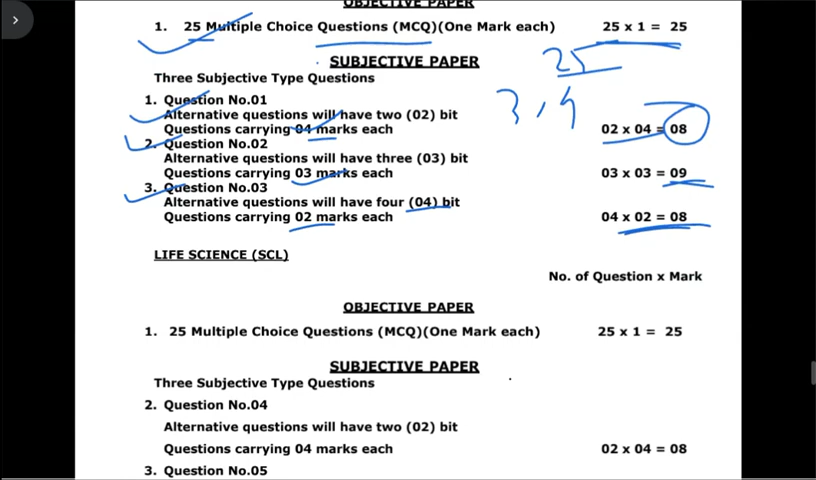 OBJECTIVE PAPER
1. 25 Multiple Choice Questions (MCQ)(One Mark each) 25 x 1 = 25
SUBJECTIVE PAPER
25
Three Subjective Type Questions
1. Question No.01
3,4
Alternative questions will have two (02) bit
Questions carrying 04 marks each 02 x 04 = 08
2. Question No.02
Alternative questions will have three (03) bit
Questions carrying 03 marks each 03 x 03 = 09
3. Question No.03
Alternative questions will have four (04) bit
Questions carrying 02 marks each 04 x 02 = 08
LIFE SCIENCE (SCL)
No. of Question x Mark
OBJECTIVE PAPER
1. 25 Multiple Choice Questions (MCQ)(One Mark each) 25 x 1 = 25
SUBJECTIVE PAPER
Three Subjective Type Questions
2. Question No.04
Alternative questions will have two (02) bit
Questions carrying 04 marks each 02 x 04 = 08
3. Question No.05